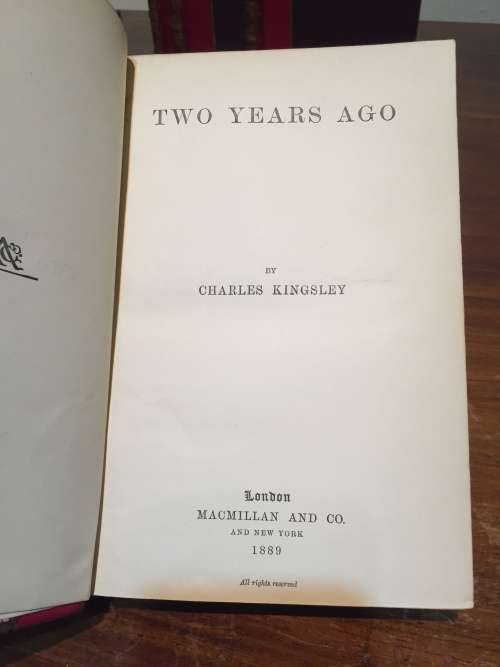 TWO YEARS AGO
BY
CHARLES KINGSLEY
London
MACMILLAN AND CO.
AND NEW YORK
1889
All rights reserved